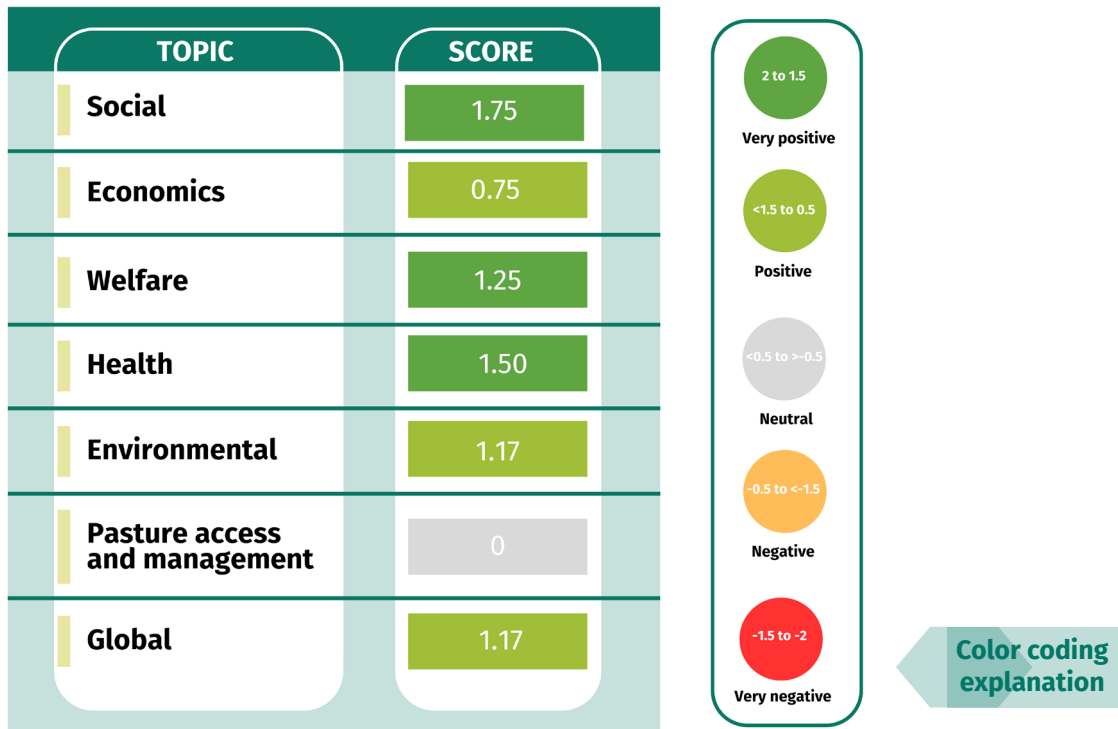 TOPIC SCORE
Social 1.75
Economics 0.75
Welfare 1.25
Health 1.50
Environmental 1.17
Pasture access
and management 0
Global 1.17
2 to 1.5
Very positive
<1.5 to 0.5
Positive
<0.5 to >-0.5
Neutral
-0.5 to <-1.5
Negative
-1.5 to -2
Very negative
Color coding
explanation